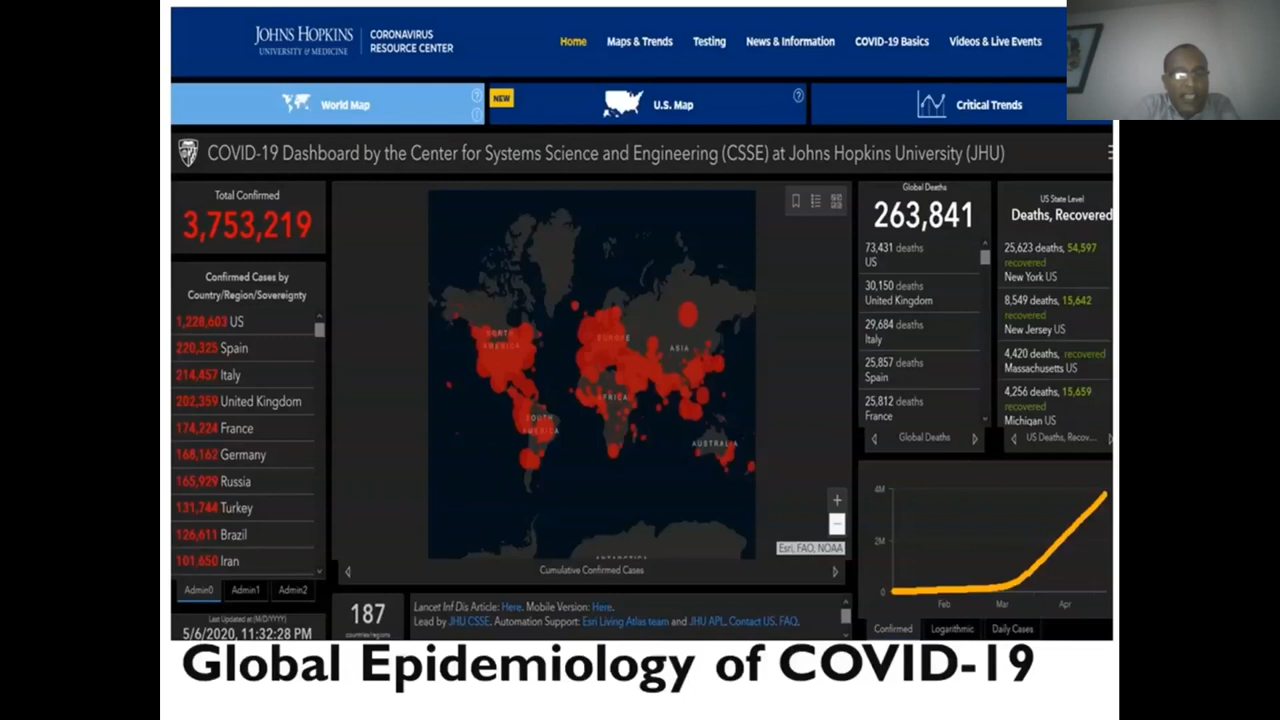 JOHNS HOPKINS
UNIVERSITY & MEDICINE
CORONAVIRUS
RESOURCE CENTER
Home
Maps & Trends
Testing
News & Information
COVID-19 Basics
Videos & Live Events
World Map
NEW
U.S. Map
Critical Trends
COVID-19 Dashboard by the Center for Systems Science and Engineering (CSSE) at Johns Hopkins University (JHU)
Total Confirmed
3,753,219
Confirmed Cases by
Country/Region/Sovereignty
1,228,603 US
220,325 Spain
214,457 Italy
202,359 United Kingdom
174,224 France
168,162 Germany
165,929 Russia
131,744 Turkey
126,611 Brazil
101,650 Iran
Admin0
Admin1
Admin2
Last Updated at (M/D/YYYY)
5/6/2020, 11:32:28 PM
NORTH
AMERICA
SOUTH
AMERICA
EUROPE
AFRICA
ASIA
AUSTRALIA
ANTARCTICA
Esri, FAO, NOAA
Cumulative Confirmed Cases
187
countries/regions
Lancet Inf Dis Article: Here. Mobile Version: Here.
Lead by JHU CSSE. Automation Support: Esri Living Atlas team and JHU APL. Contact US. FAQ.
Global Deaths
263,841
73,431 deaths
US
30,150 deaths
United Kingdom
29,684 deaths
Italy
25,857 deaths
Spain
25,812 deaths
France
Global Deaths
US State Level
Deaths, Recovered
25,623 deaths, 54,597
recovered
New York US
8,549 deaths, 15,642
recovered
New Jersey US
4,420 deaths, recovered
Massachusetts US
4,256 deaths, 15,659
recovered
Michigan US
US Deaths, Recov...
4M
2M
0
Feb
Mar
Apr
Confirmed
Logarithmic
Daily Cases
Global Epidemiology of COVID-19